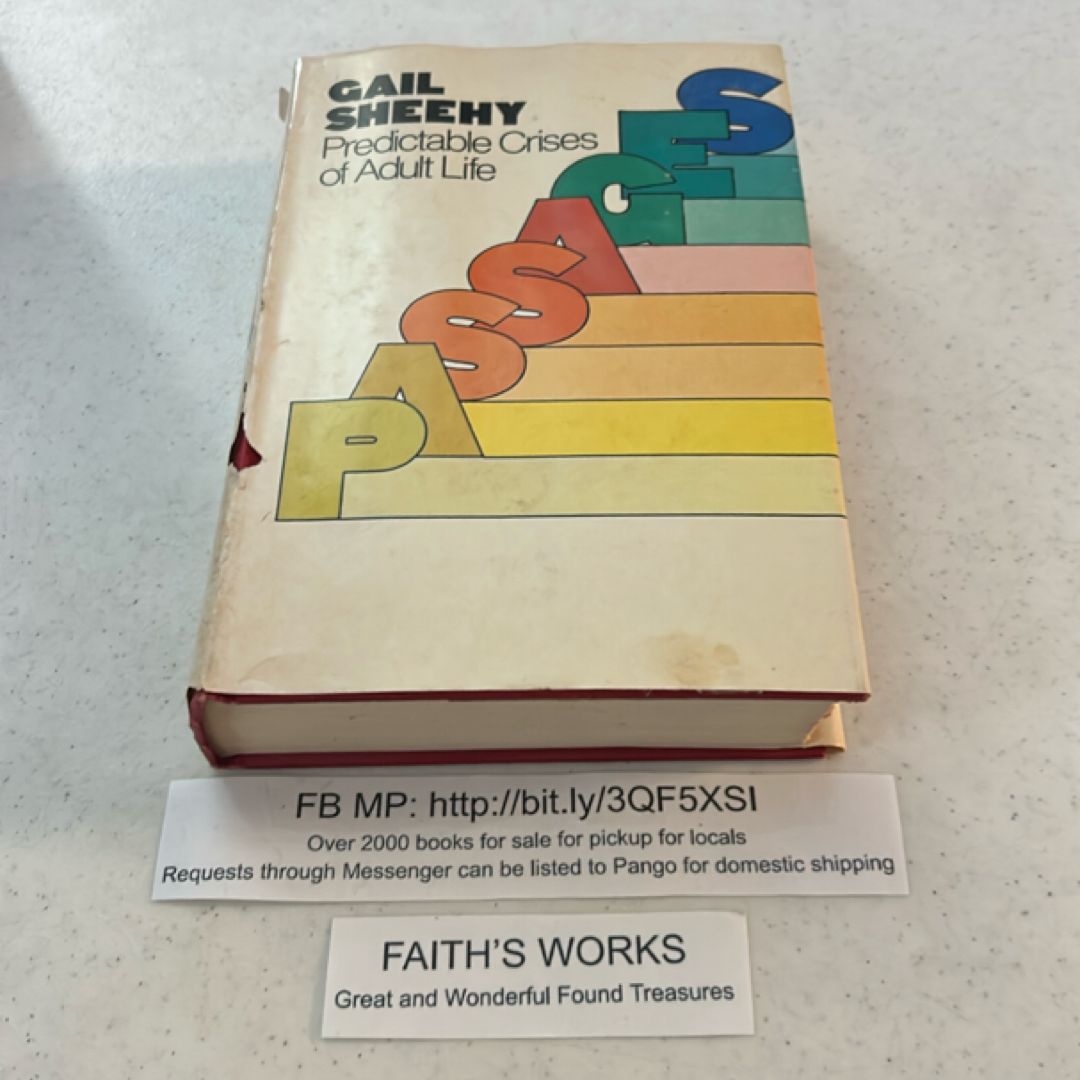 GAIL
SHEEHY
Predictable Crises
of Adult Life
PASSAGES
FB MP: http://bit.ly/3QF5XSI
Over 2000 books for sale for pickup for locals
Requests through Messenger can be listed to Pango for domestic shipping
FAITH'S WORKS
Great and Wonderful Found Treasures